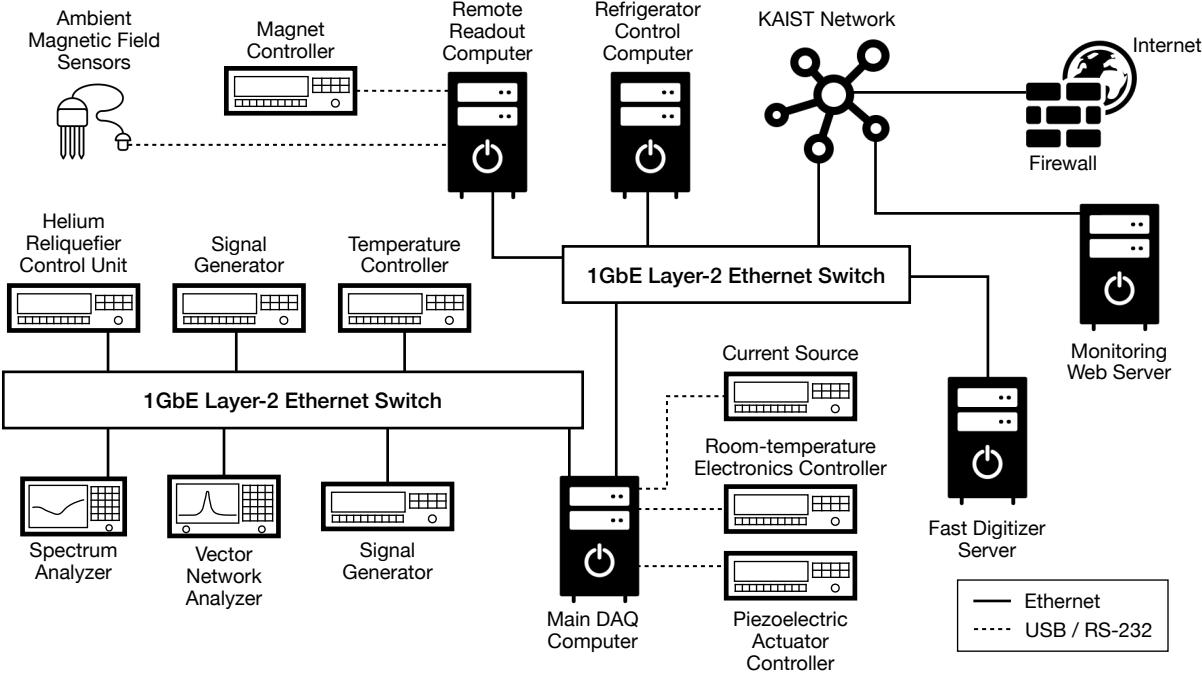 Ambient
Magnetic Field
Sensors
Magnet
Controller
Remote
Readout
Computer
Refrigerator
Control
Computer
KAIST Network
Internet
Firewall
Helium
Reliquefier
Control Unit
Signal
Generator
Temperature
Controller
1GbE Layer-2 Ethernet Switch
Monitoring
Web Server
1GbE Layer-2 Ethernet Switch
Current Source
Room-temperature
Electronics Controller
Fast Digitizer
Server
Spectrum
Analyzer
Vector
Network
Analyzer
Signal
Generator
Main DAQ
Computer
Piezoelectric
Actuator
Controller
Ethernet
USB / RS-232